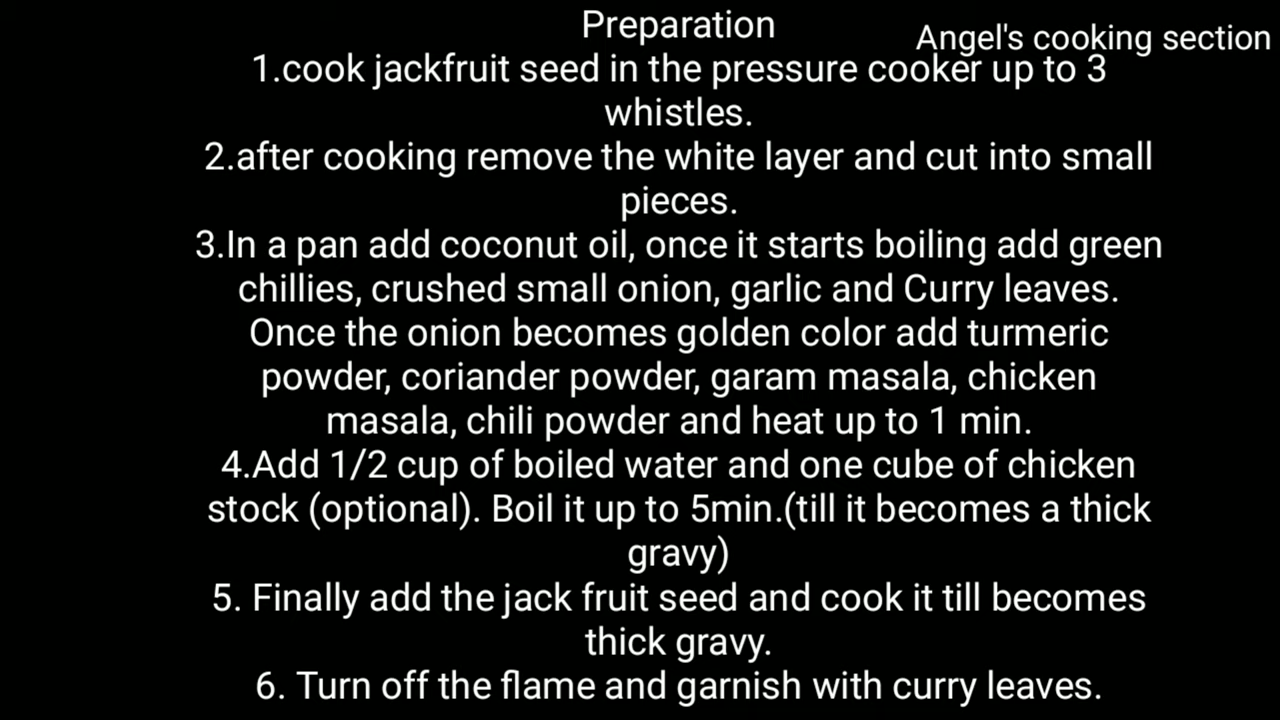 Preparation
Angel's cooking section
1.cook jackfruit seed in the pressure cooker up to 3
whistles.
2.after cooking remove the white layer and cut into small
pieces.
3.In a pan add coconut oil, once it starts boiling add green
chillies, crushed small onion, garlic and Curry leaves.
Once the onion becomes golden color add turmeric
powder, coriander powder, garam masala, chicken
masala, chili powder and heat up to 1 min.
4.Add 1/2 cup of boiled water and one cube of chicken
stock (optional). Boil it up to 5min.(till it becomes a thick
gravy)
5. Finally add the jack fruit seed and cook it till becomes
thick gravy.
6. Turn off the flame and garnish with curry leaves.